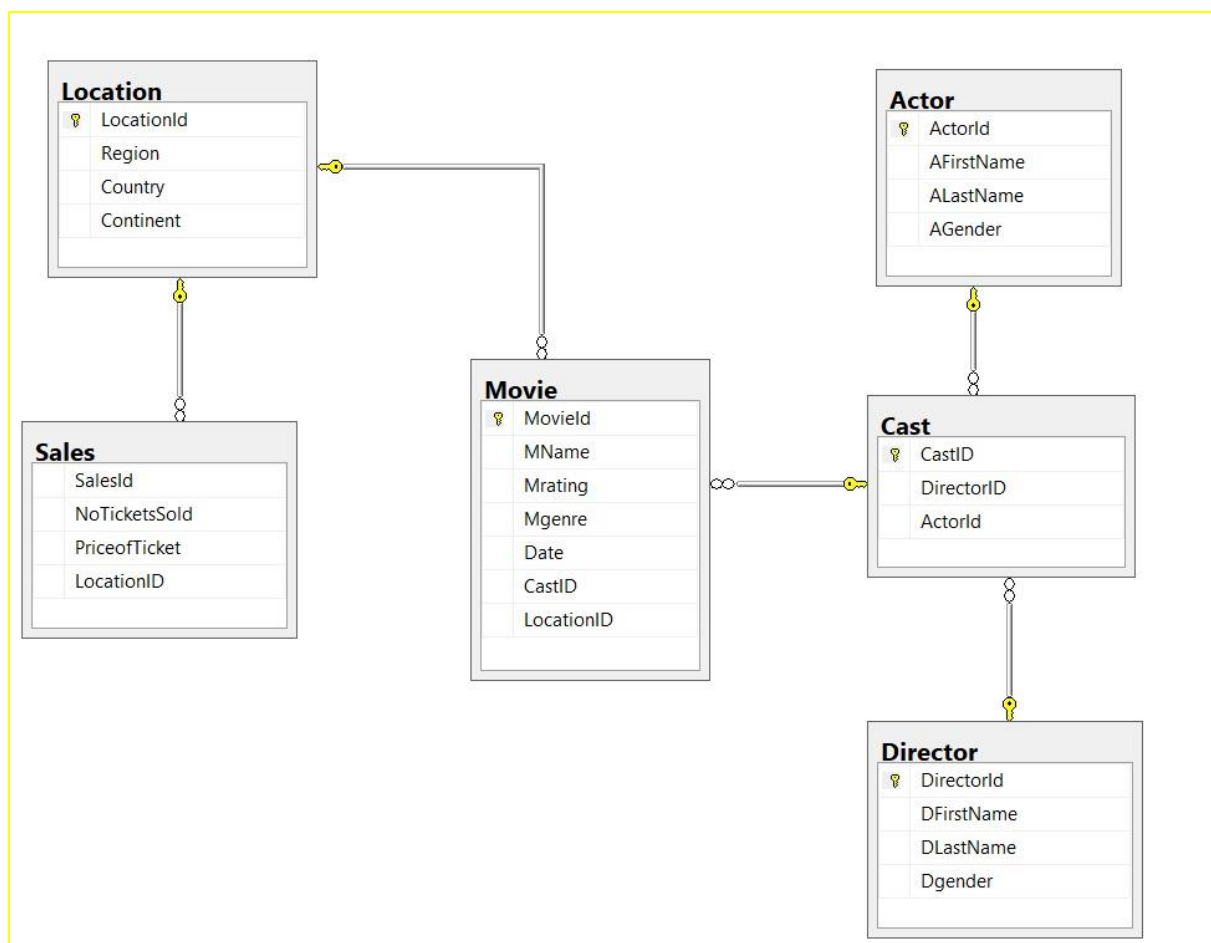 Location
LocationId
Region
Country
Continent
Actor
ActorId
AFirstName
ALastName
AGender
Movie
MovieId
MName
Mrating
Mgenre
Date
CastID
LocationID
Cast
CastID
DirectorID
ActorId
Sales
SalesId
NoTicketsSold
PriceofTicket
LocationID
Director
DirectorId
DFirstName
DLastName
Dgender